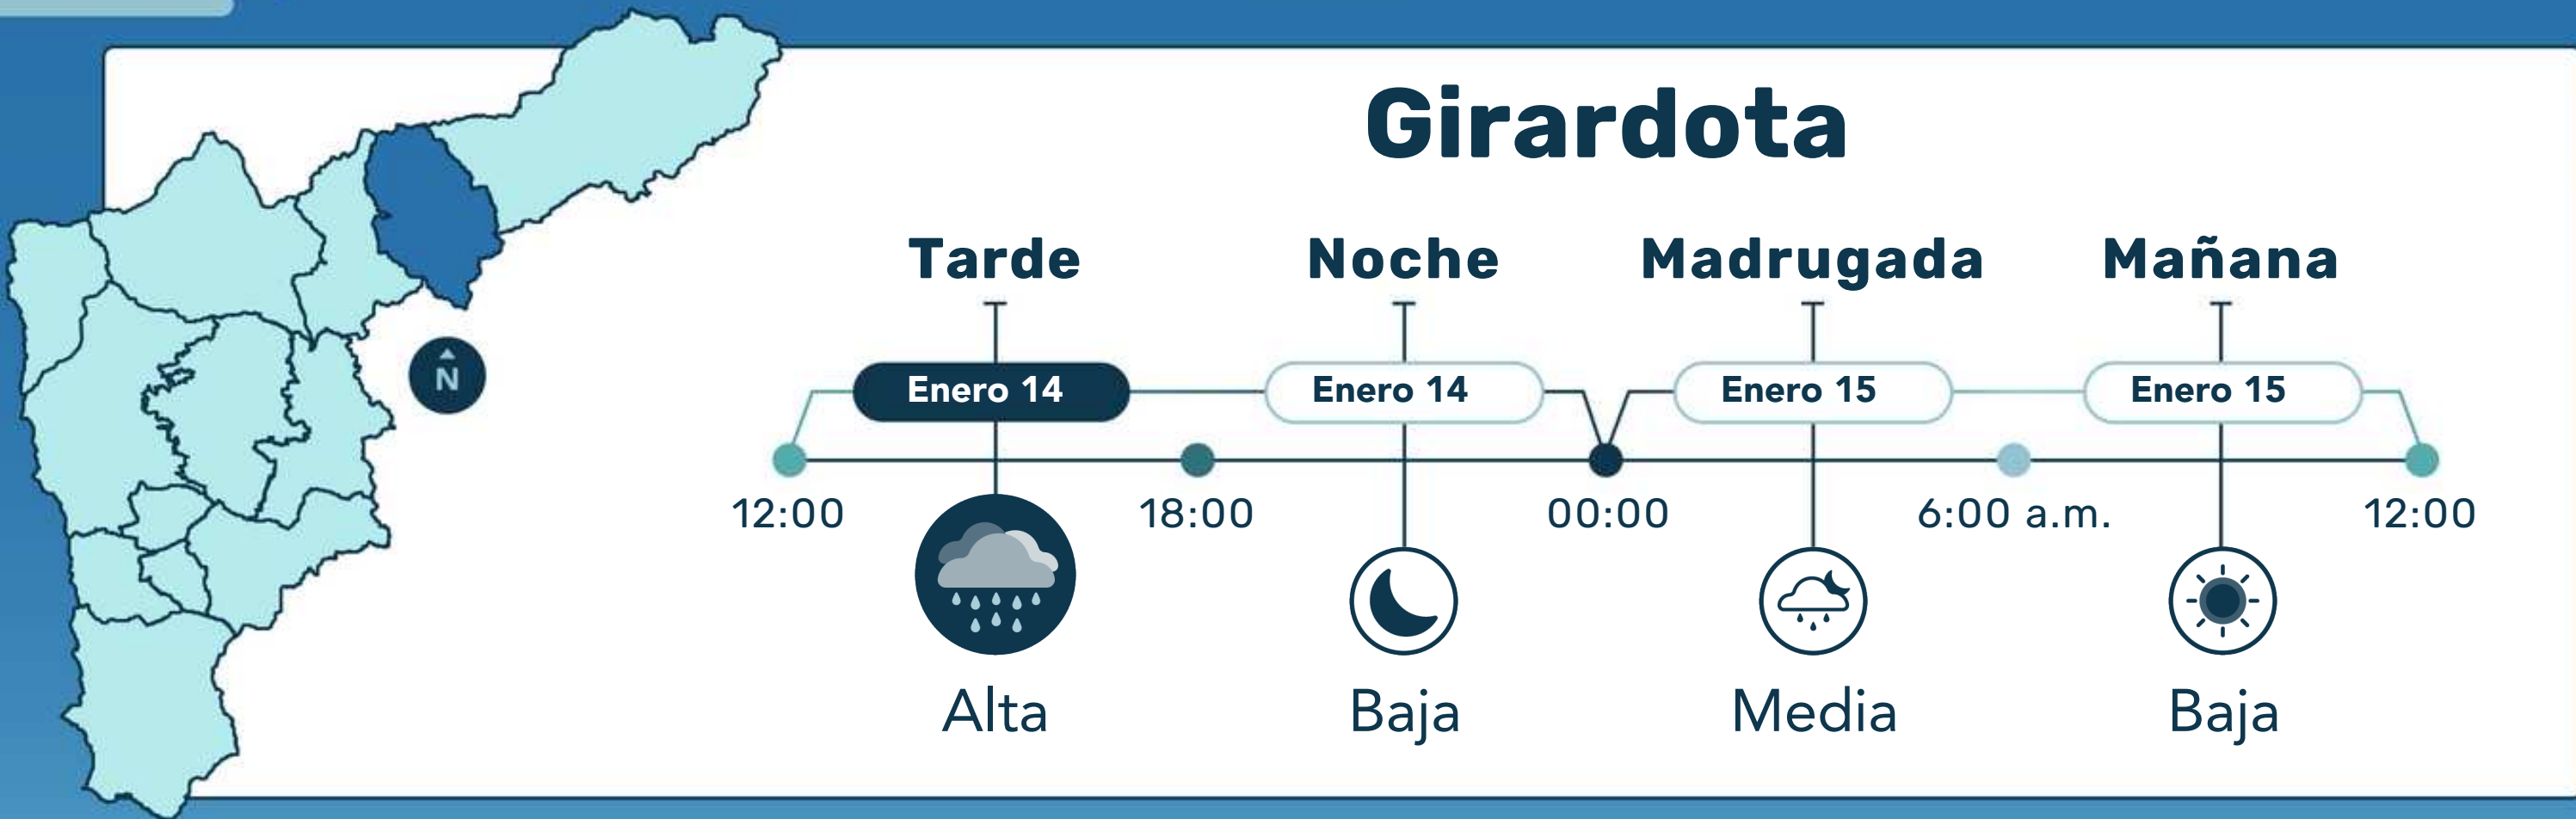 Girardota
Tarde Noche Madrugada Mañana
Enero 14 Enero 14 Enero 15 Enero 15
N
12:00 18:00 00:00 6:00 a.m. 12:00
Alta Baja Media Baja